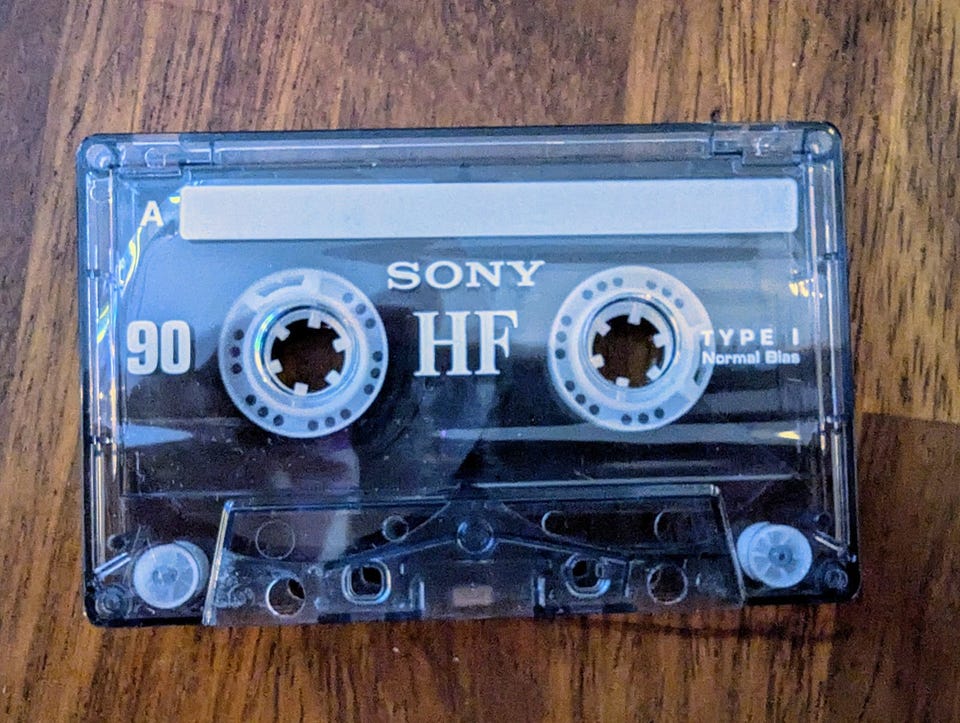 A
SONY
90
HF
TYPE I
Normal Bias